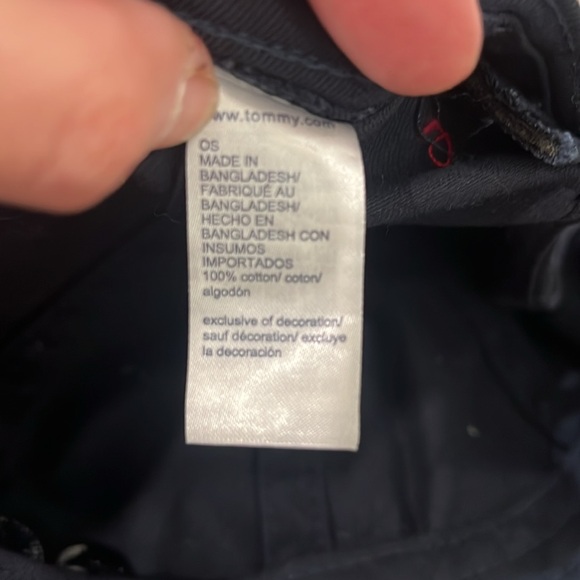 www.tommy.com
OS
MADE IN
BANGLADESH/
FABRIQUÉ AU
BANGLADESH/
HECHO EN
BANGLADESH CON
INSUMOS
IMPORTADOS
100% cotton/ coton/
algodón
exclusive of decoration/
sauf décoration/ excluye
la decoración